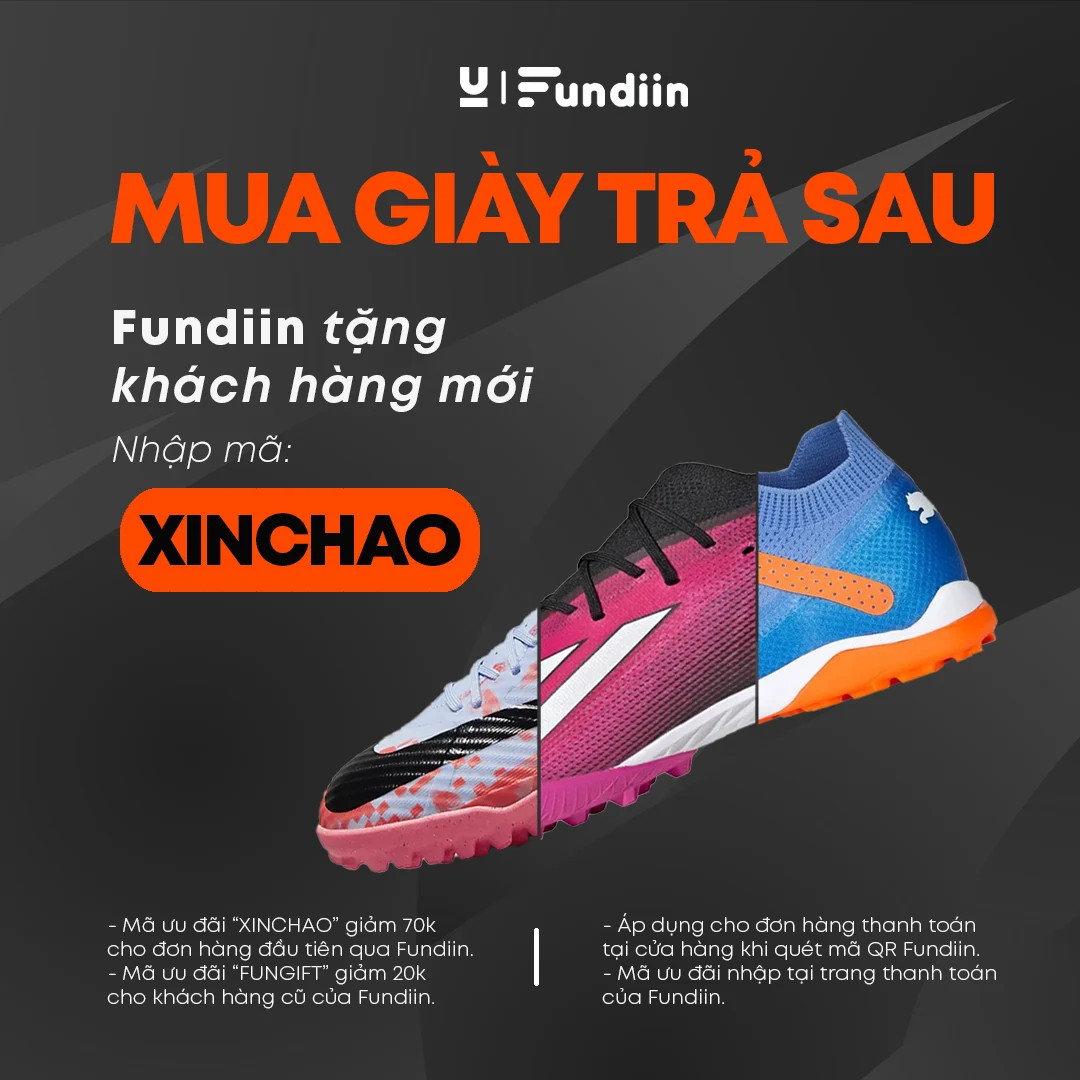 U | Fundiin
MUA GIÀY TRẢ SAU
Fundiin tặng
khách hàng mới
Nhập mã:
XINCHAO
- Mã ưu đãi “XINCHAO” giảm 70k
cho đơn hàng đầu tiên qua Fundiin.
- Mã ưu đãi “FUNGIFT” giảm 20k
cho khách hàng cũ của Fundiin.
- Áp dụng cho đơn hàng thanh toán
tại cửa hàng khi quét mã QR Fundiin.
- Mã ưu đãi nhập tại trang thanh toán
của Fundiin.